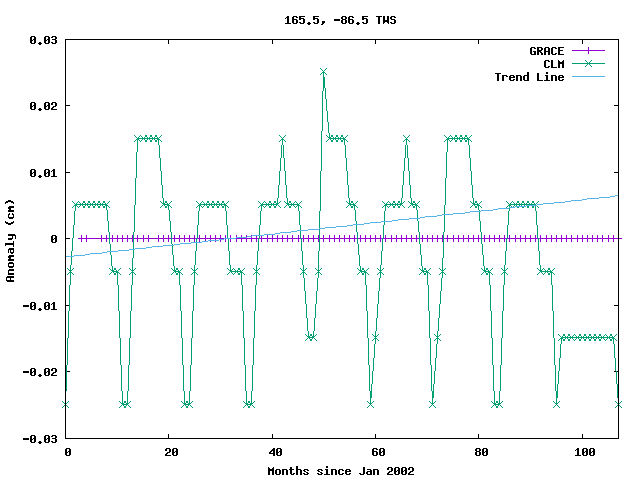 165.5, -86.5 TWS
GRACE
CLM
Trend Line
0.03
0.02
0.01
0
-0.01
-0.02
-0.03
Anomaly (cm)
0 20 40 60 80 100
Months since Jan 2002